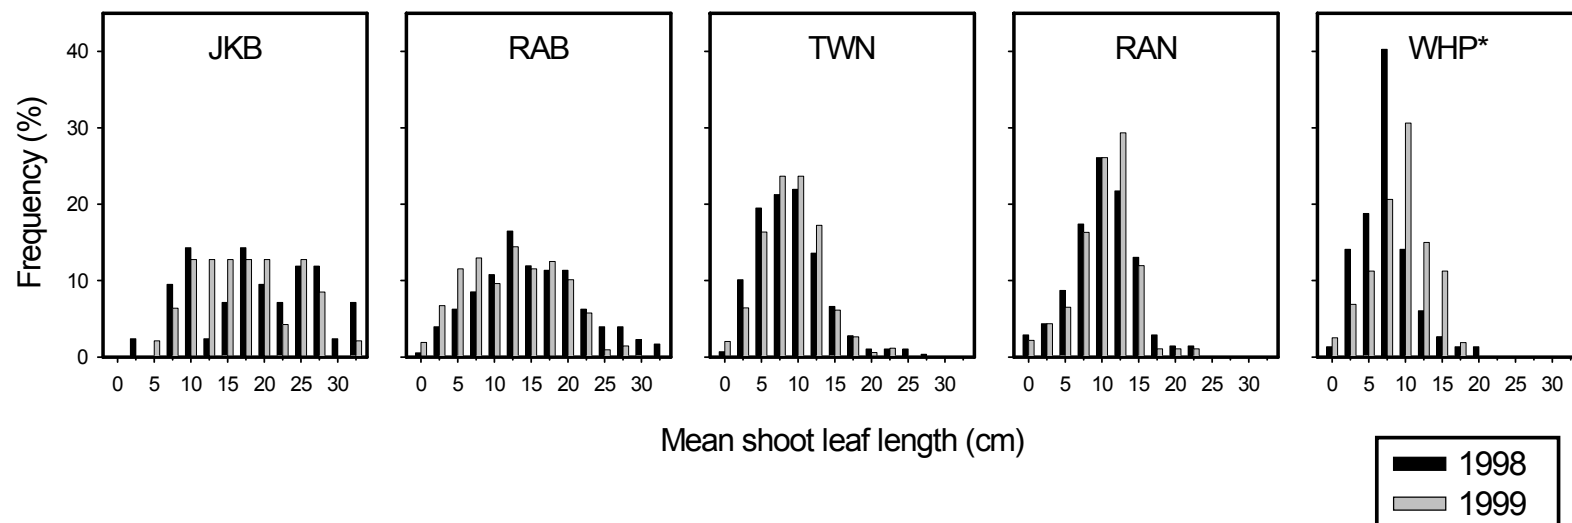 JKB RAB TWN RAN WHP*
Frequency (%)
40
30
20
10
0
0 5 10 15 20 25 30 0 5 10 15 20 25 30 0 5 10 15 20 25 30 0 5 10 15 20 25 30 0 5 10 15 20 25 30
Mean shoot leaf length (cm)
1998
1999